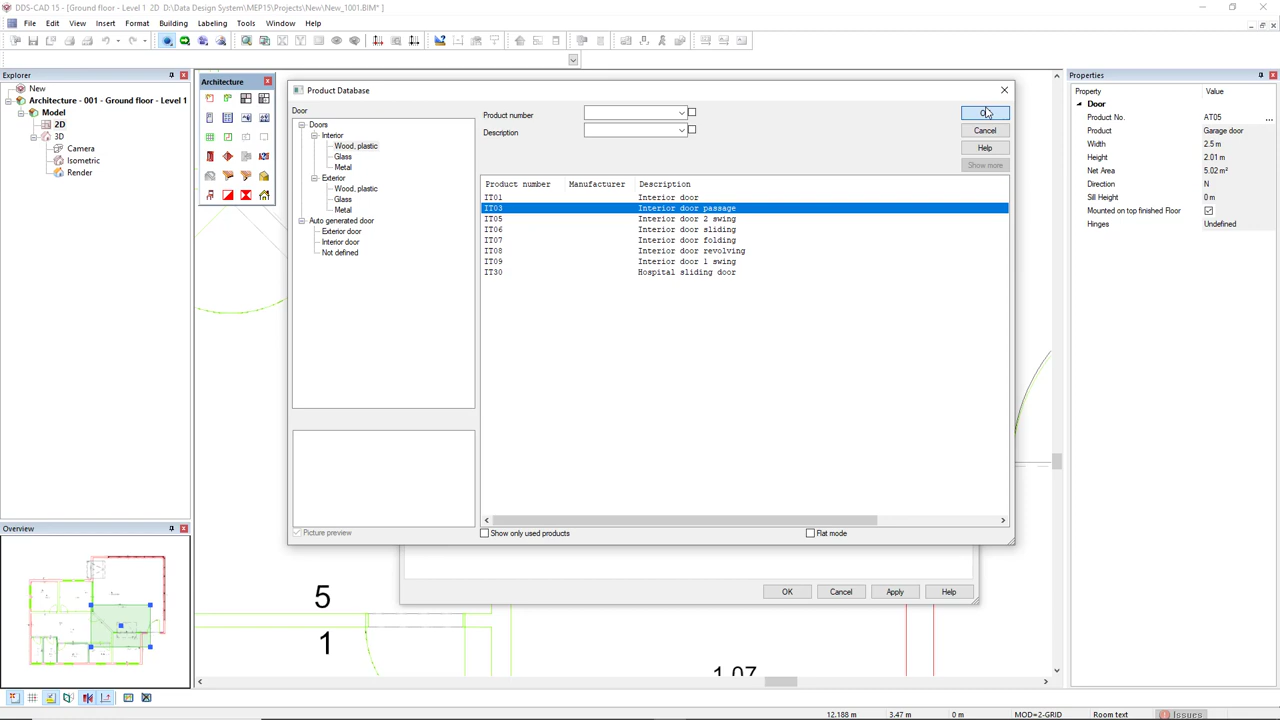 DDS-CAD 15 - [Ground floor - Level 1  2D  D:\Data Design System\MEP15\Projects\New\New_1001.BIM* ]
File Edit View Insert Format Building Labeling Tools Window Help
Explorer
New
Architecture - 001 - Ground floor - Level 1
Model
2D
3D
Camera
Isometric
Render
Overview
Architecture
Product Database
Door
Doors
Interior
Wood, plastic
Glass
Metal
Exterior
Wood, plastic
Glass
Metal
Auto generated door
Exterior door
Interior door
Not defined
Picture preview
Product number
Description
Cancel
Help
Show more
Product number Manufacturer Description
IT01 Interior door
IT03 Interior door passage
IT05 Interior door 2 swing
IT06 Interior door sliding
IT07 Interior door folding
IT08 Interior door revolving
IT09 Interior door 1 swing
IT30 Hospital sliding door
Show only used products Flat mode
OK Cancel Apply Help
5
1
1.07
Properties
Property Value
Door
Product No. AT05 ...
Product Garage door
Width 2.5 m
Height 2.01 m
Net Area 5.02 m²
Direction N
Sill Height 0 m
Mounted on top finished Floor
Hinges Undefined
12.188 m 3.47 m 0 m MOD=2-GRID Room text Issues